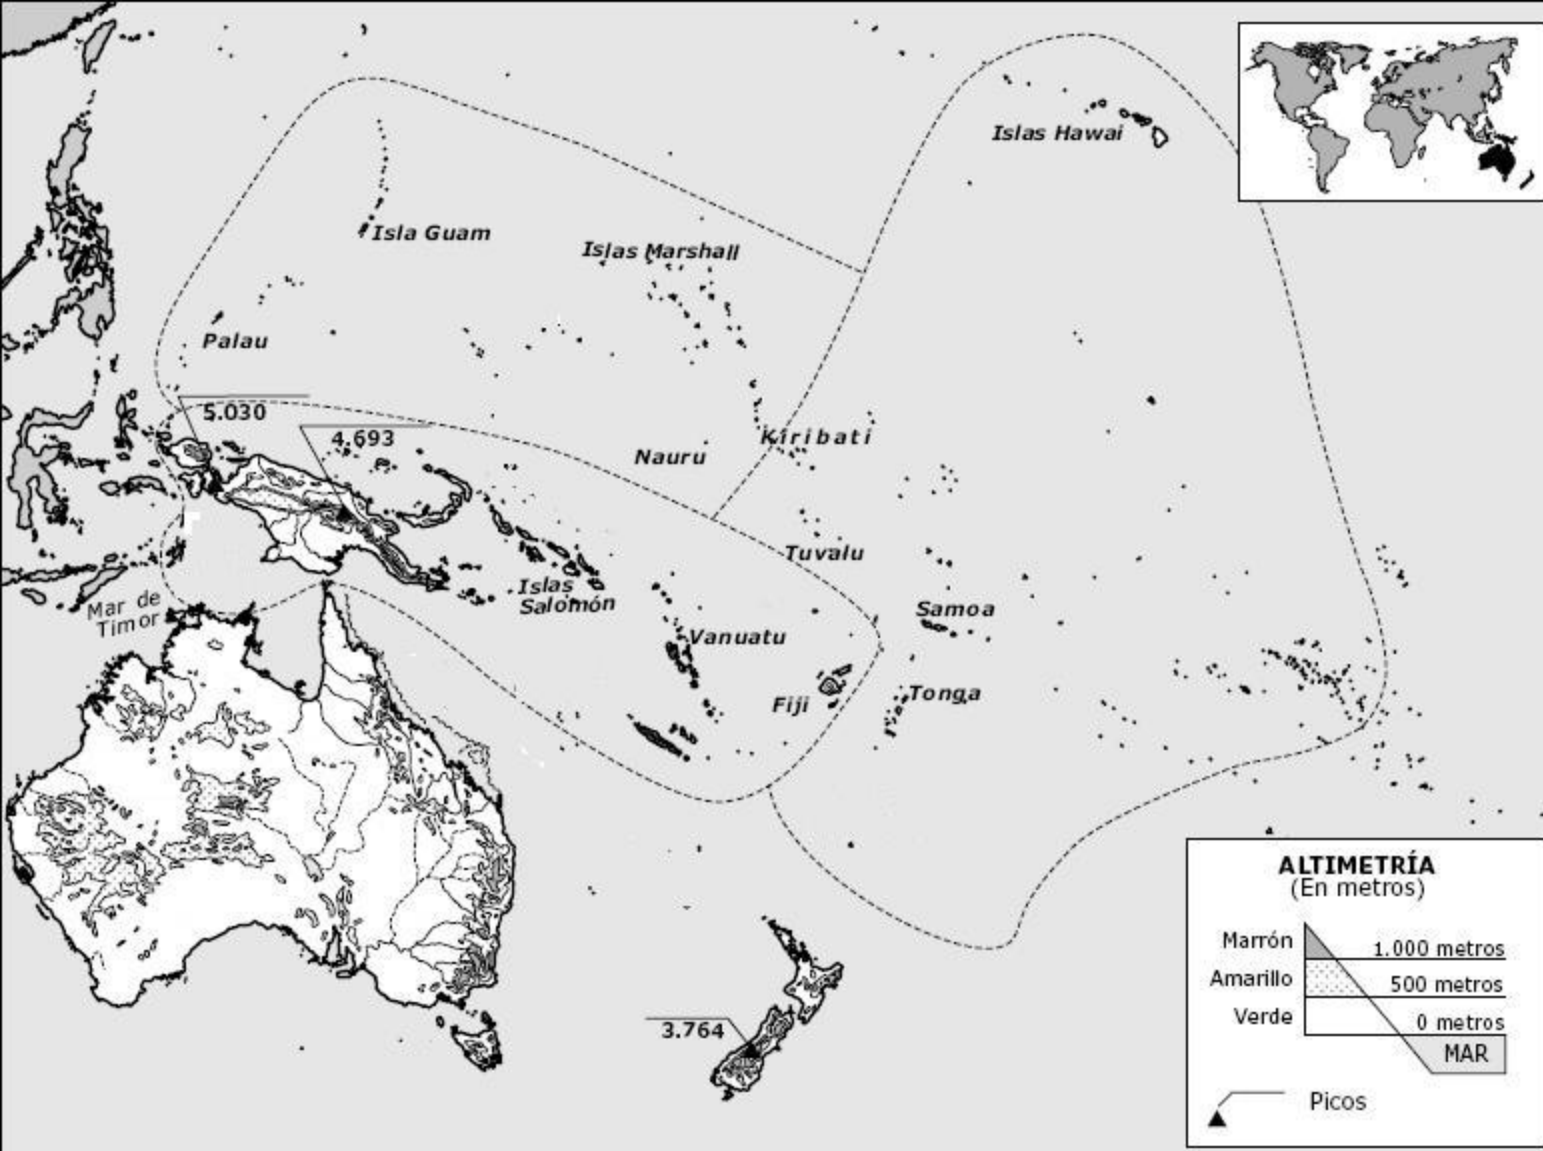 Islas Hawai
Isla Guam
Islas Marshall
Palau
5.030
4.693
Kiribati
Nauru
Tuvalu
Islas
Salomón
Mar de
Timor
Samoa
Vanuatu
Tonga
Fiji
3.764
ALTIMETRÍA
(En metros)
Marrón
1.000 metros
Amarillo
500 metros
Verde
0 metros
MAR
Picos